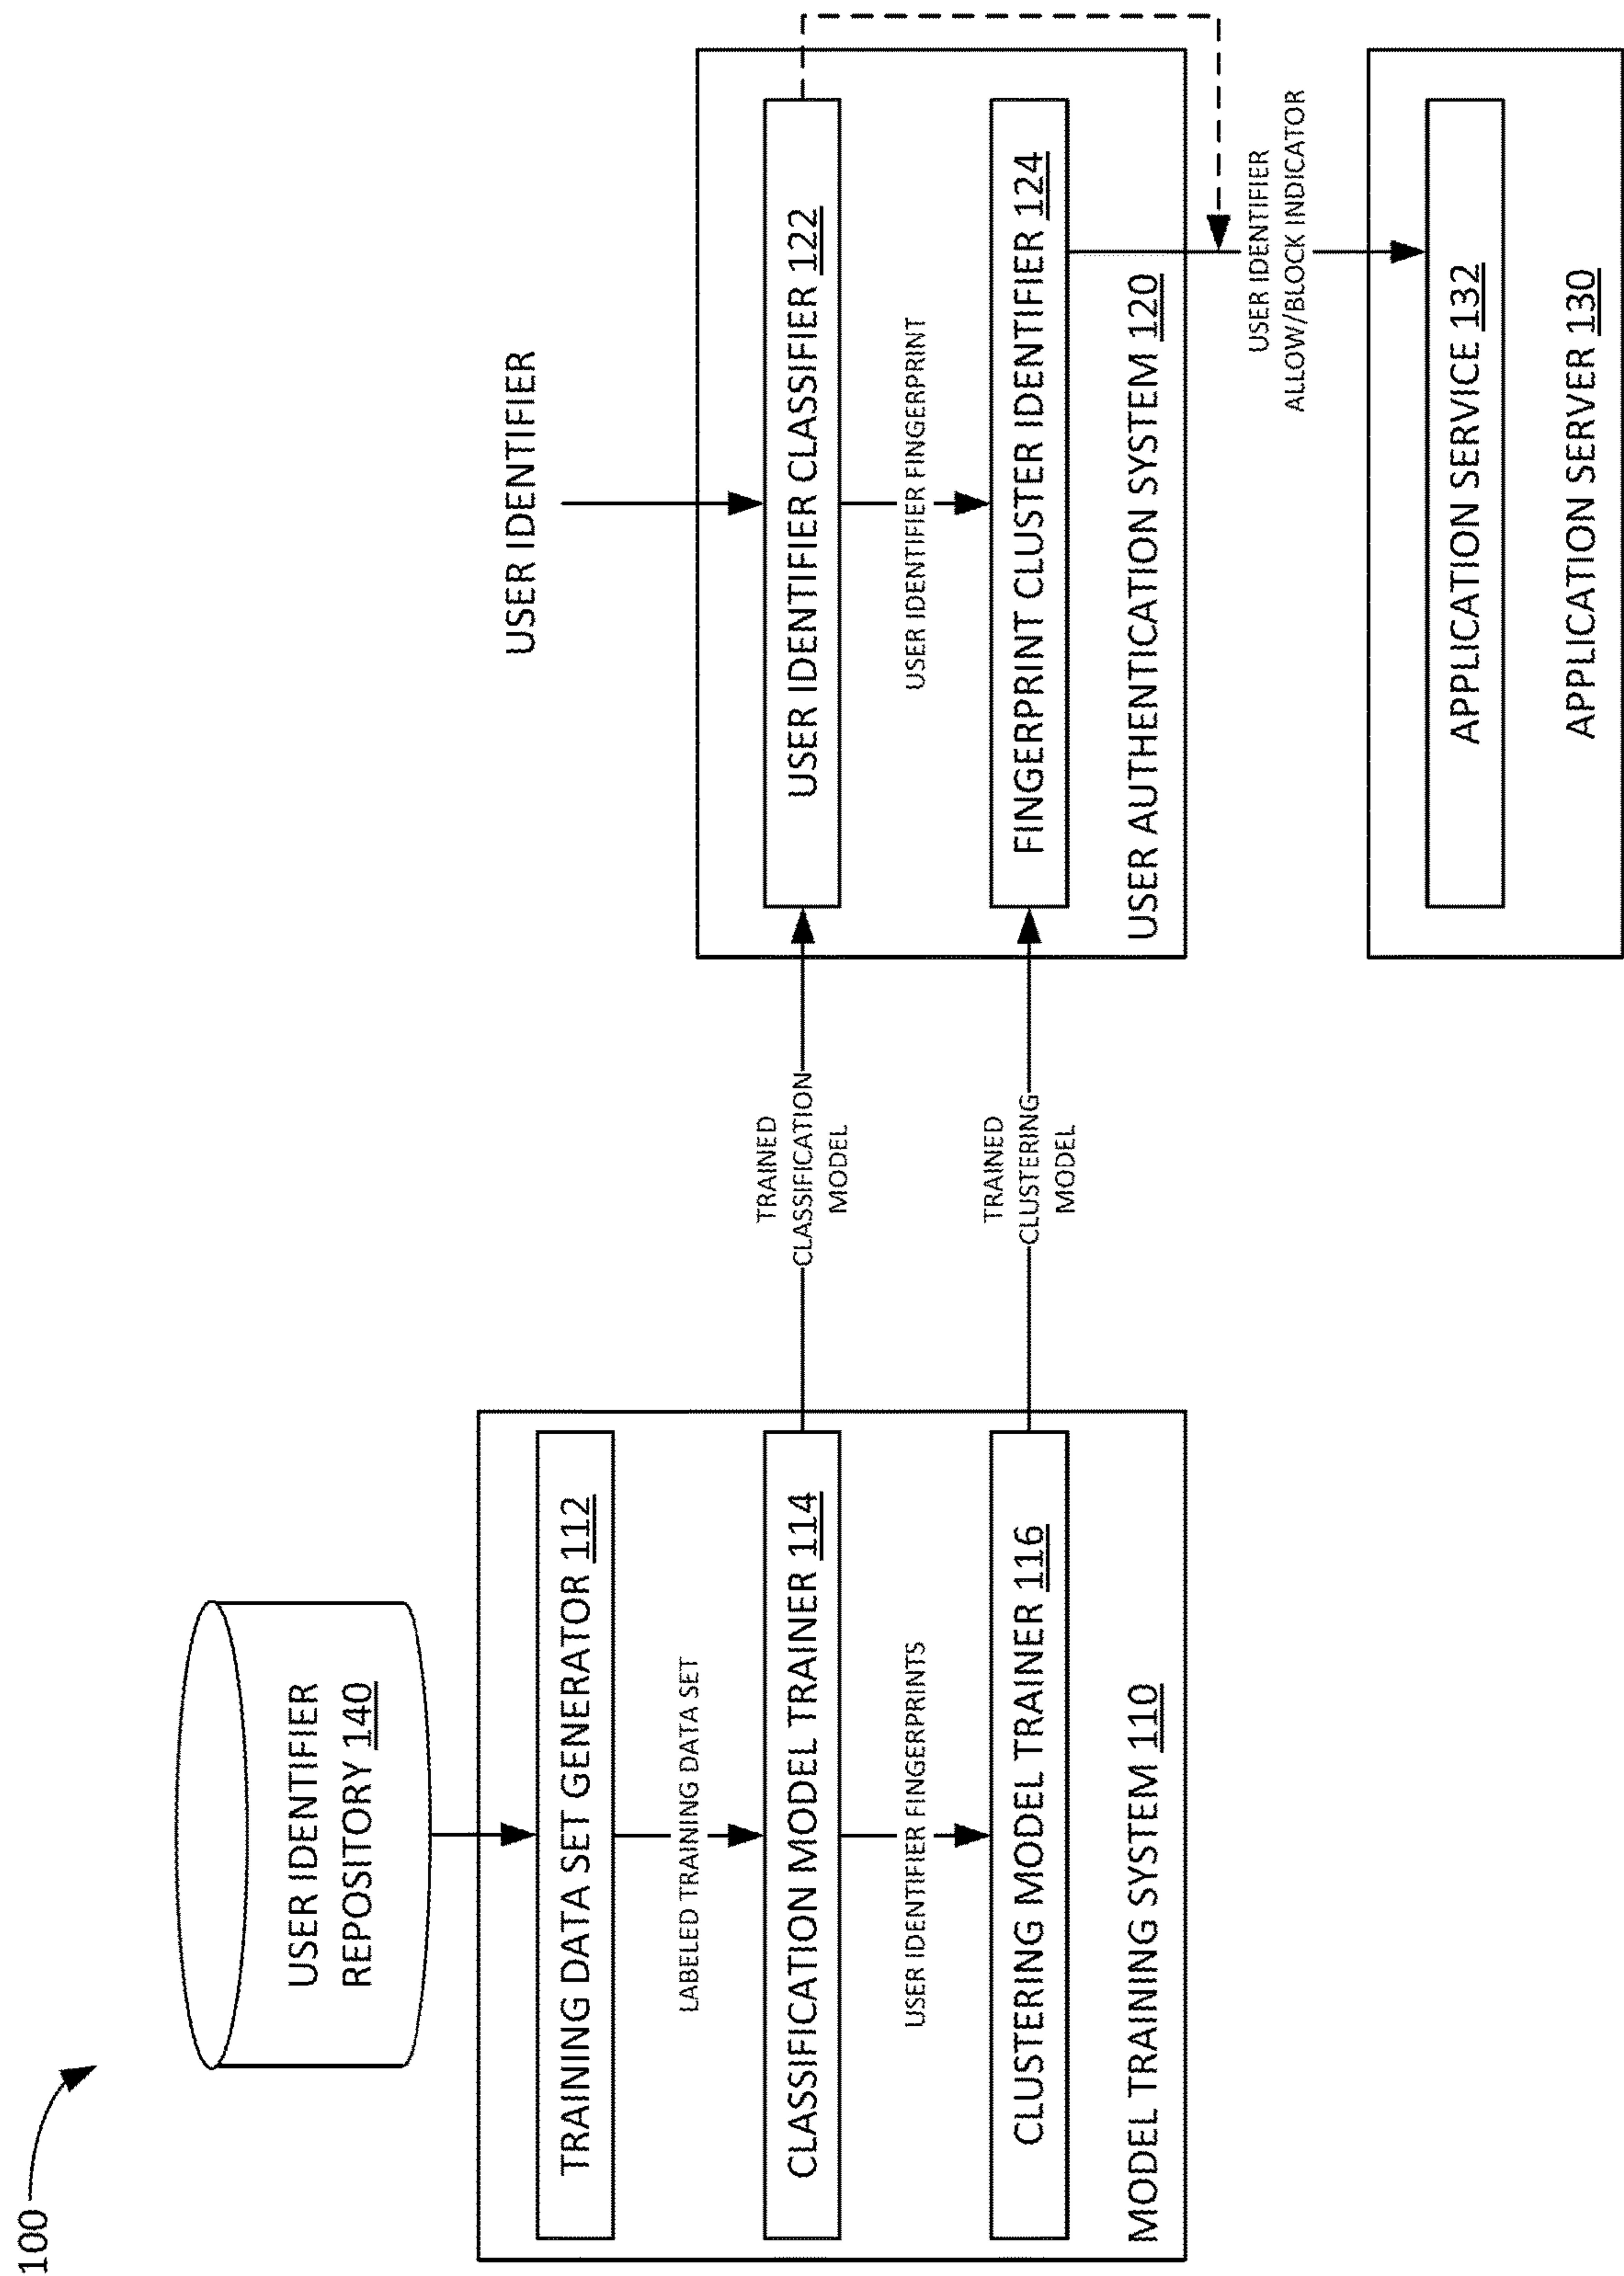 100
USER IDENTIFIER
REPOSITORY 140
TRAINING DATA SET GENERATOR 112
LABELED TRAINING DATA SET
CLASSIFICATION MODEL TRAINER 114
USER IDENTIFIER FINGERPRINTS
CLUSTERING MODEL TRAINER 116
MODEL TRAINING SYSTEM 110
TRAINED
CLASSIFICATION
MODEL
TRAINED
CLUSTERING
MODEL
USER IDENTIFIER
USER IDENTIFIER CLASSIFIER 122
USER IDENTIFIER FINGERPRINT
FINGERPRINT CLUSTER IDENTIFIER 124
USER AUTHENTICATION SYSTEM 120
USER IDENTIFIER
ALLOW/BLOCK INDICATOR
APPLICATION SERVICE 132
APPLICATION SERVER 130